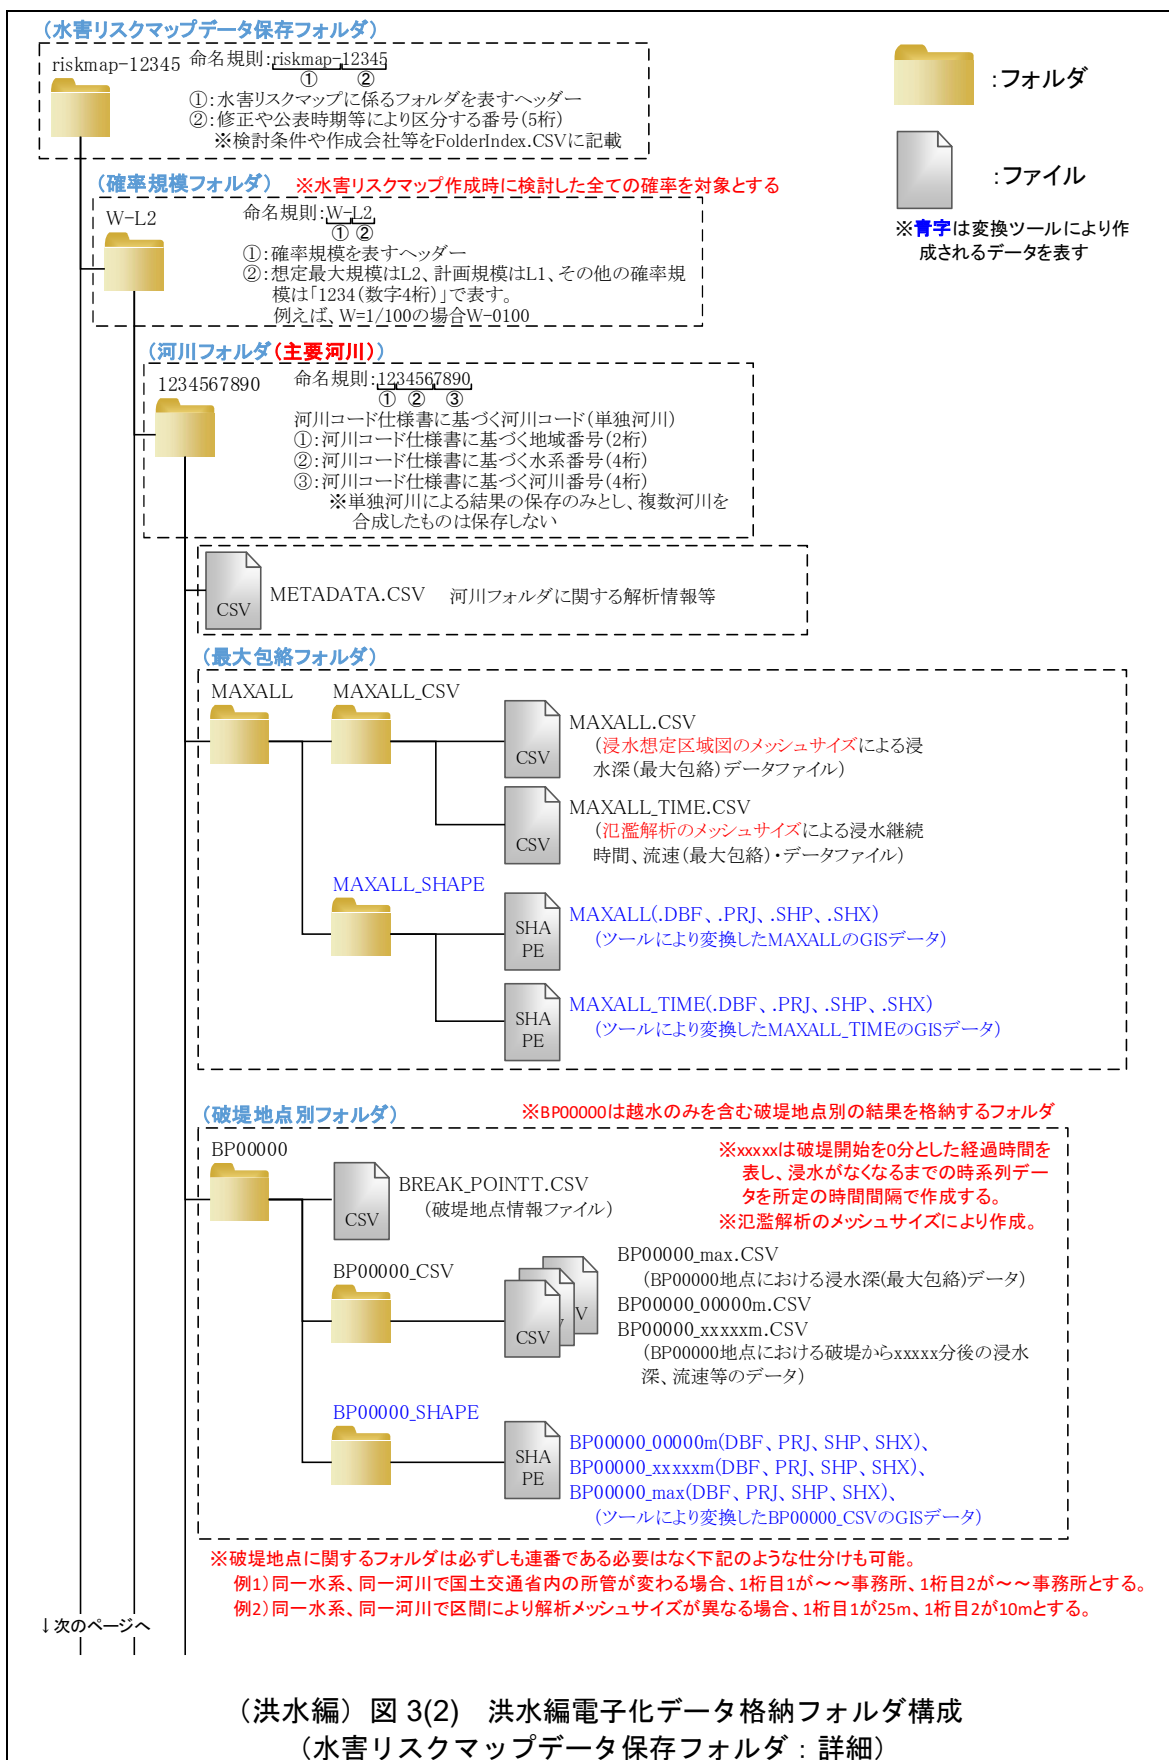 （水害リスクマップデータ保存フォルダ）
riskmap-12345
命名規則:riskmap-12345
① ②
①:水害リスクマップに係るフォルダを表すヘッダー
②:修正や公表時期等により区分する番号(5桁)
※検討条件や作成会社等をFolderIndex.CSVに記載
:フォルダ
:ファイル
※青字は変換ツールにより作
成されるデータを表す
（確率規模フォルダ）
※水害リスクマップ作成時に検討した全ての確率を対象とする
W-L2
命名規則:W-L2
① ②
①:確率規模を表すヘッダー
②:想定最大規模はL2、計画規模はL1、その他の確率規
模は「1234(数字4桁)」で表す。
例えば、W=1/100の場合W-0100
（河川フォルダ(主要河川)）
1234567890
命名規則:1234567890
① ② ③
河川コード仕様書に基づく河川コード(単独河川)
①:河川コード仕様書に基づく地域番号(2桁)
②:河川コード仕様書に基づく水系番号(4桁)
③:河川コード仕様書に基づく河川番号(4桁)
※単独河川による結果の保存のみとし、複数河川を
合成したものは保存しない
CSV
METADATA.CSV 河川フォルダに関する解析情報等
（最大包絡フォルダ）
MAXALL
MAXALL_CSV
CSV
MAXALL.CSV
(浸水想定区域図のメッシュサイズによる浸
水深(最大包絡)データファイル)
CSV
MAXALL_TIME.CSV
(氾濫解析のメッシュサイズによる浸水継続
時間、流速(最大包絡)・データファイル)
MAXALL_SHAPE
SHA
PE
MAXALL(.DBF、.PRJ、.SHP、.SHX)
(ツールにより変換したMAXALLのGISデータ)
SHA
PE
MAXALL_TIME(.DBF、.PRJ、.SHP、.SHX)
(ツールにより変換したMAXALL_TIMEのGISデータ)
（破堤地点別フォルダ）
※BP00000は越水のみを含む破堤地点別の結果を格納するフォルダ
BP00000
※xxxxxは破堤開始を0分とした経過時間を
表し、浸水がなくなるまでの時系列デー
タを所定の時間間隔で作成する。
※氾濫解析のメッシュサイズにより作成。
CSV
BREAK_POINTT.CSV
(破堤地点情報ファイル)
BP00000_CSV
CSV
V
BP00000_max.CSV
(BP00000地点における浸水深(最大包絡)データ)
BP00000_00000m.CSV
BP00000_xxxxxm.CSV
(BP00000地点における破堤からxxxxx分後の浸水
深、流速等のデータ)
BP00000_SHAPE
SHA
PE
BP00000_00000m(DBF、PRJ、SHP、SHX)、
BP00000_xxxxxm(DBF、PRJ、SHP、SHX)、
BP00000_max(DBF、PRJ、SHP、SHX)、
(ツールにより変換したBP00000_CSVのGISデータ)
※破堤地点に関するフォルダは必ずしも連番である必要はなく下記のような仕分けも可能。
例1)同一水系、同一河川で国土交通省内の所管が変わる場合、1桁目1が～～事務所、1桁目2が～～事務所とする。
例2)同一水系、同一河川で区間により解析メッシュサイズが異なる場合、1桁目1が25m、1桁目2が10mとする。
↓次のページへ
（洪水編）図 3(2) 洪水編電子化データ格納フォルダ構成
（水害リスクマップデータ保存フォルダ：詳細）